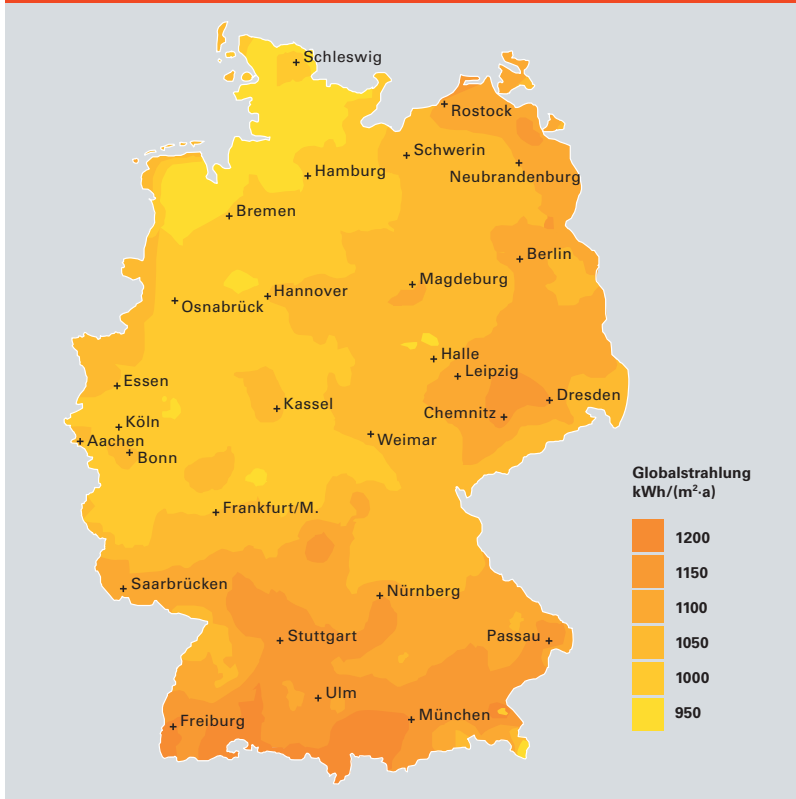 Schleswig
Rostock
Schwerin
Neubrandenburg
Hamburg
Bremen
Berlin
Magdeburg
Hannover
Osnabrück
Halle
Leipzig
Essen
Dresden
Kassel
Chemnitz
Köln
Weimar
Aachen
Bonn
Frankfurt/M.
Saarbrücken
Nürnberg
Stuttgart
Passau
Ulm
München
Freiburg
Globalstrahlung
kWh/(m²·a)
1200
1150
1100
1050
1000
950